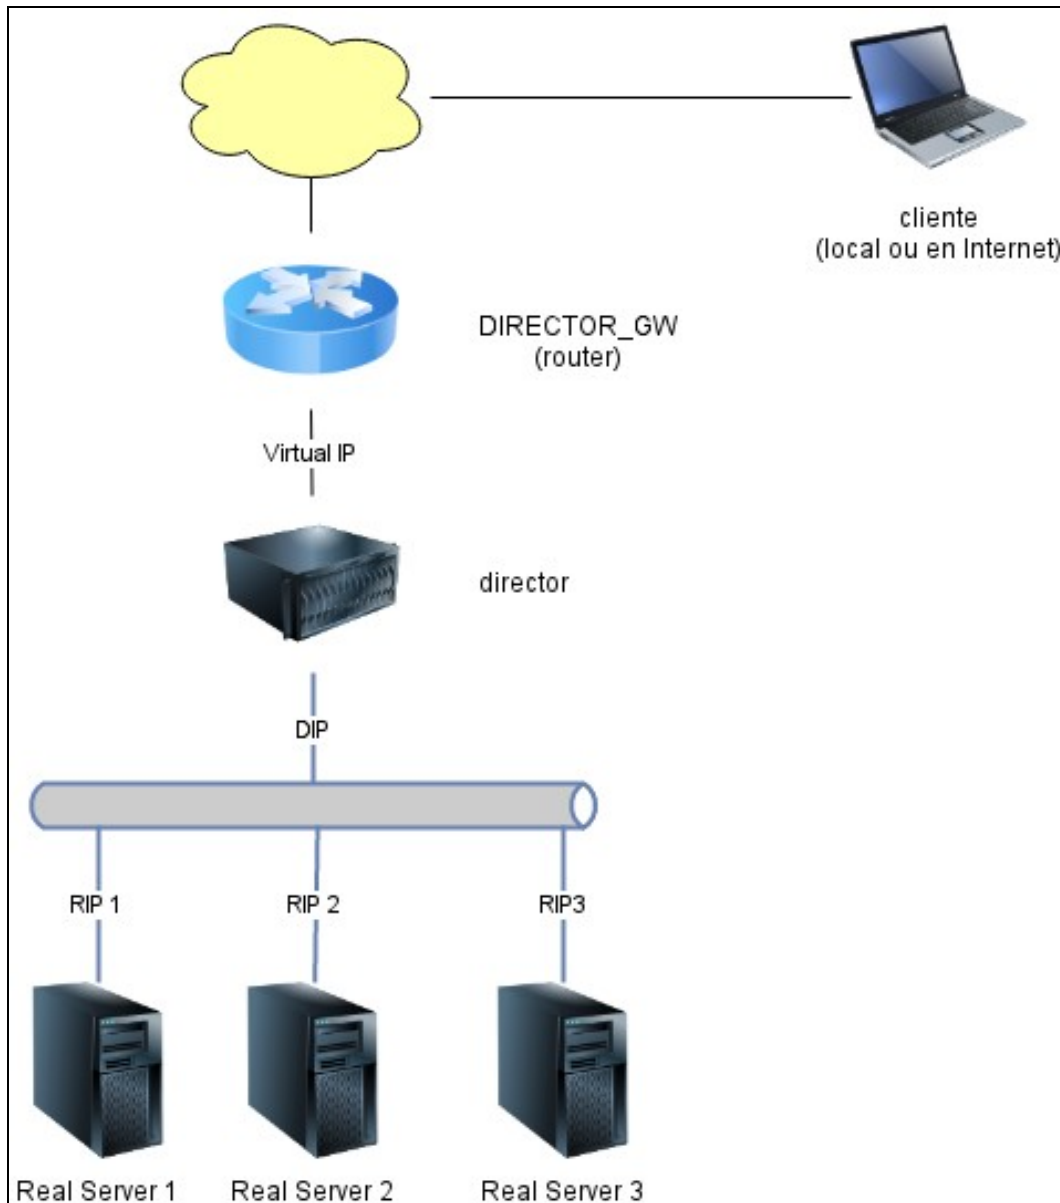 cliente
(local ou en Internet)
DIRECTOR_GW
(router)
Virtual IP
director
DIP
RIP 1
RIP 2
RIP3
Real Server 1
Real Server 2
Real Server 3